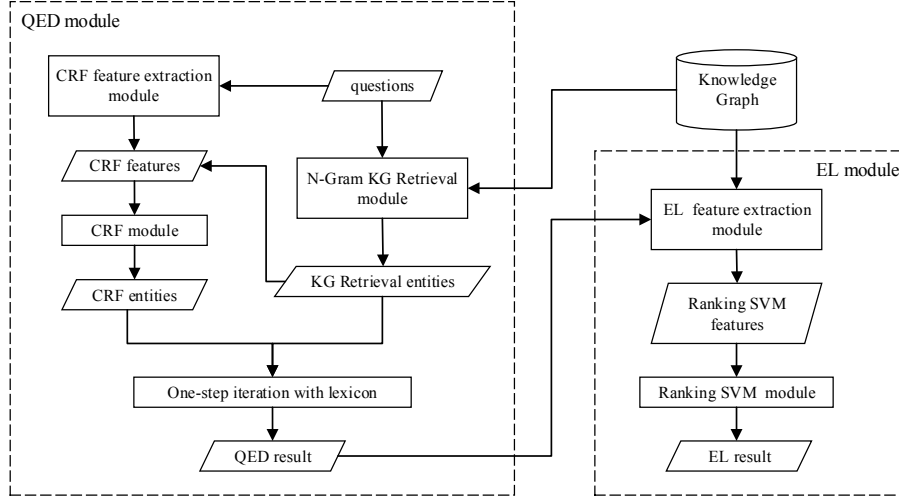 QED module
CRF feature extraction
module
questions
Knowledge
Graph
CRF features
N-Gram KG Retrieval
module
EL module
EL feature extraction
module
CRF module
CRF entities
KG Retrieval entities
Ranking SVM
features
One-step iteration with lexicon
Ranking SVM module
QED result
EL result